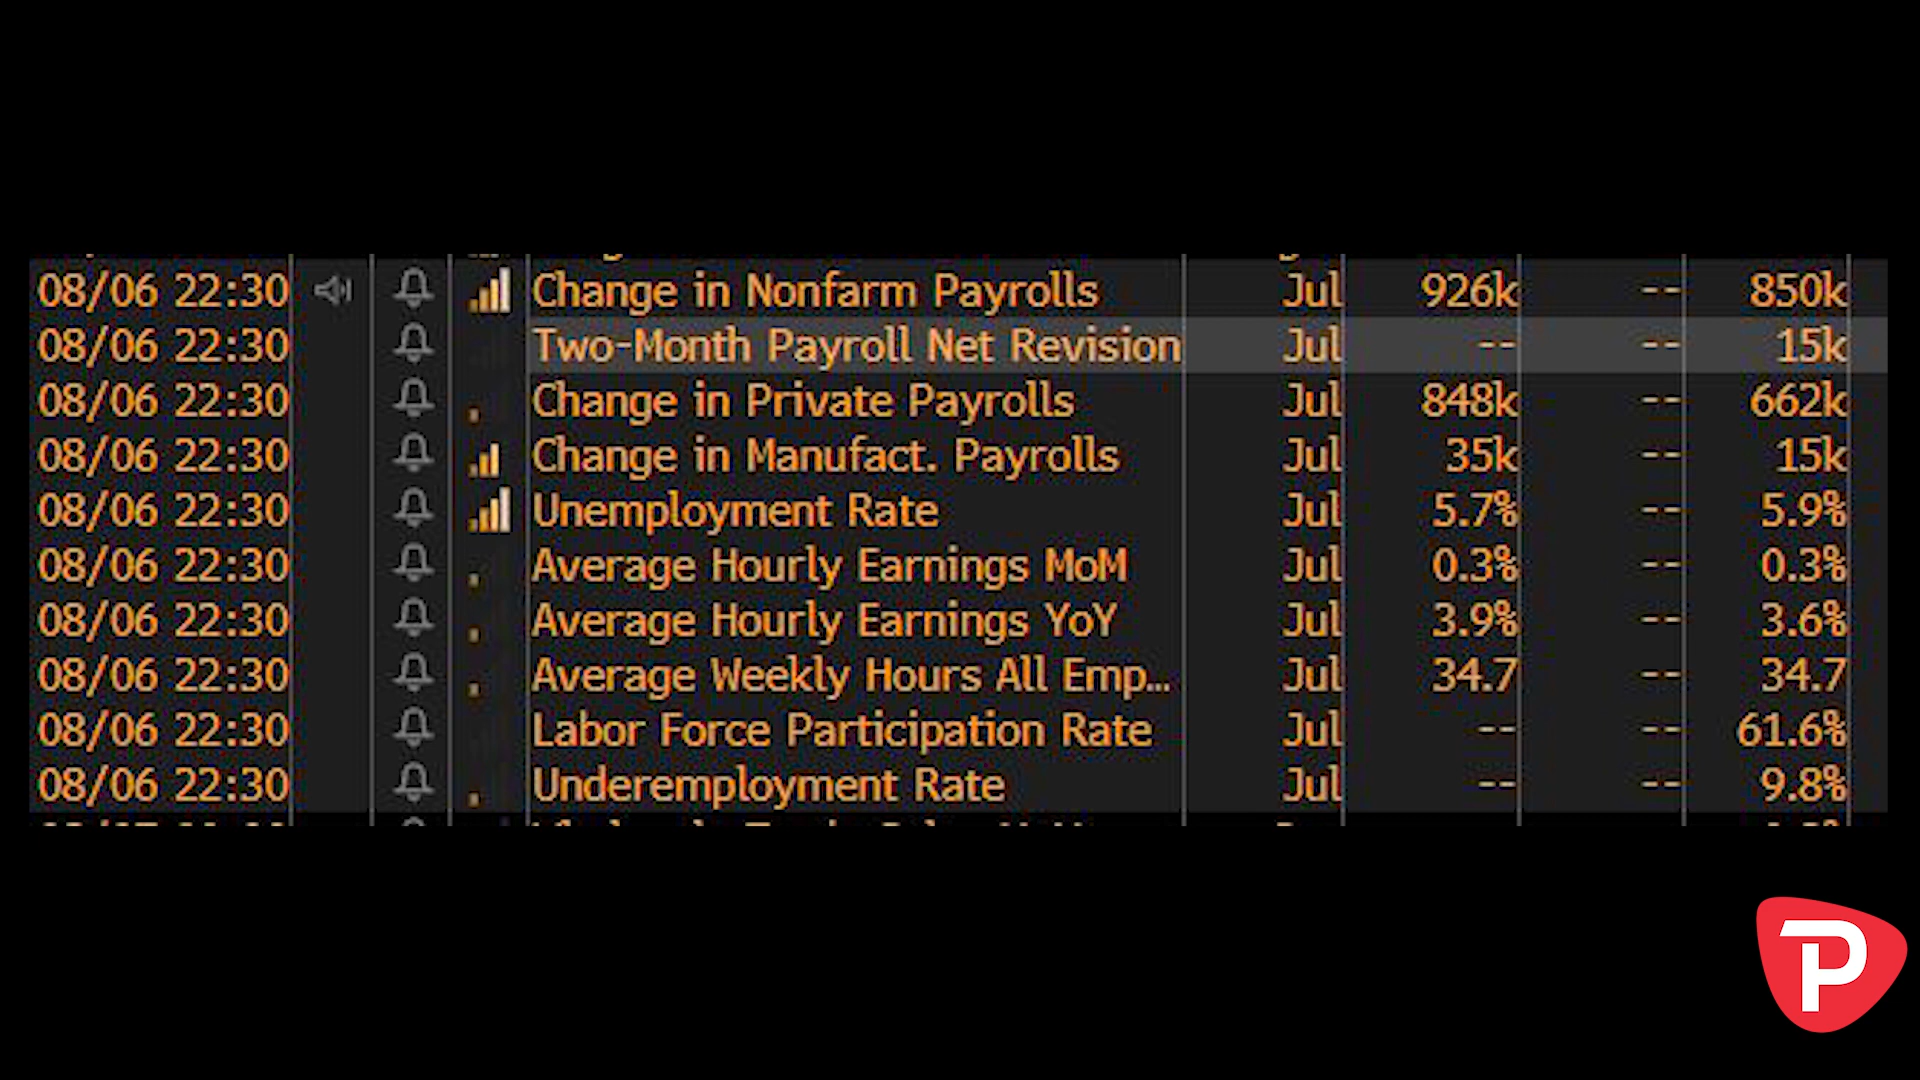 08/06 22:30 Change in Nonfarm Payrolls Jul 926k -- 850k
08/06 22:30 Two-Month Payroll Net Revision Jul -- -- 15k
08/06 22:30 Change in Private Payrolls Jul 848k -- 662k
08/06 22:30 Change in Manufact. Payrolls Jul 35k -- 15k
08/06 22:30 Unemployment Rate Jul 5.7% -- 5.9%
08/06 22:30 Average Hourly Earnings MoM Jul 0.3% -- 0.3%
08/06 22:30 Average Hourly Earnings YoY Jul 3.9% -- 3.6%
08/06 22:30 Average Weekly Hours All Emp... Jul 34.7 -- 34.7
08/06 22:30 Labor Force Participation Rate Jul -- -- 61.6%
08/06 22:30 Underemployment Rate Jul -- -- 9.8%
P